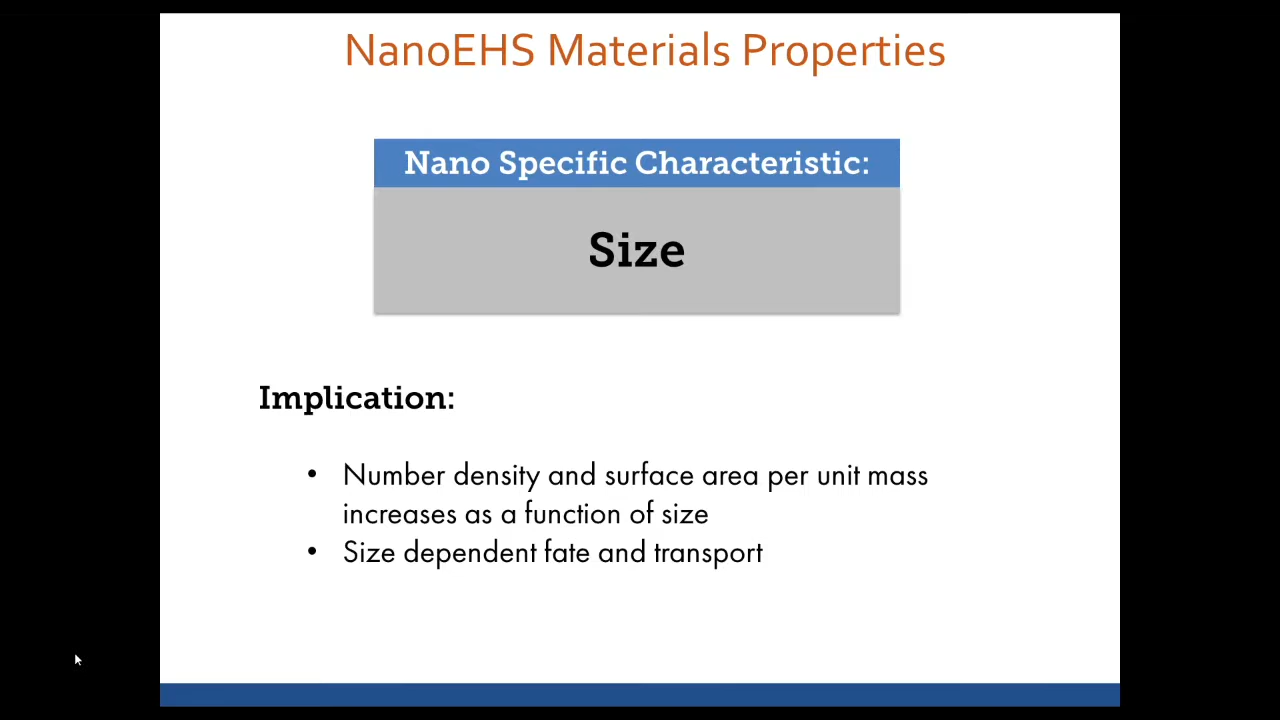 NanoEHS Materials Properties
Nano Specific Characteristic:
Size
Implication:
• Number density and surface area per unit mass
increases as a function of size
• Size dependent fate and transport